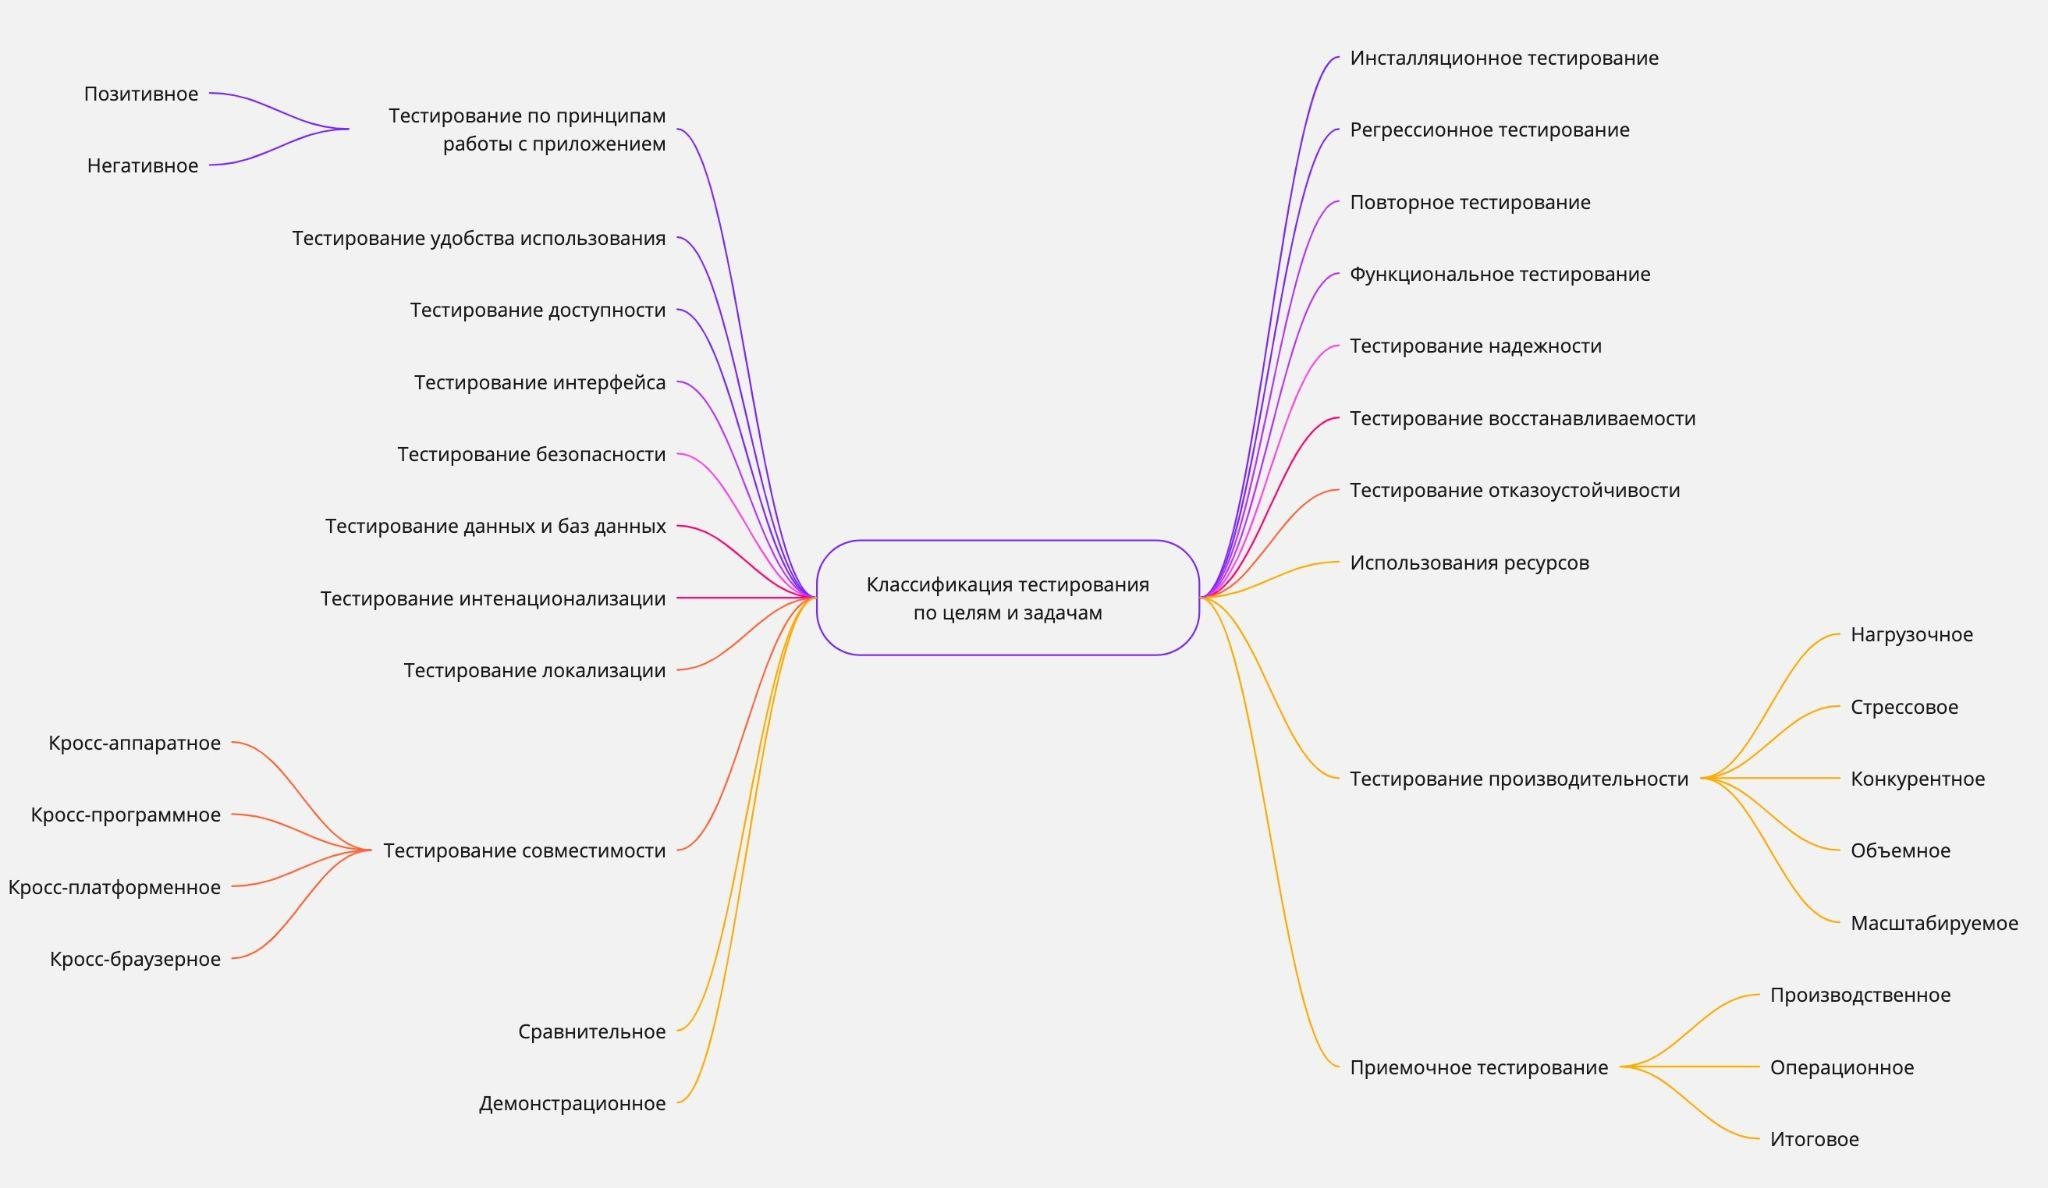 Позитивное
Негативное
Тестирование по принципам
работы с приложением
Тестирование удобства использования
Тестирование доступности
Тестирование интерфейса
Тестирование безопасности
Тестирование данных и баз данных
Тестирование интенационализации
Тестирование локализации
Кросс-аппаратное
Кросс-программное
Кросс-платформенное
Кросс-браузерное
Тестирование совместимости
Сравнительное
Демонстрационное
Классификация тестирования
по целям и задачам
Инсталляционное тестирование
Регрессионное тестирование
Повторное тестирование
Функциональное тестирование
Тестирование надежности
Тестирование восстанавливаемости
Тестирование отказоустойчивости
Использования ресурсов
Тестирование производительности
Нагрузочное
Стрессовое
Конкурентное
Объемное
Масштабируемое
Приемочное тестирование
Производственное
Операционное
Итоговое